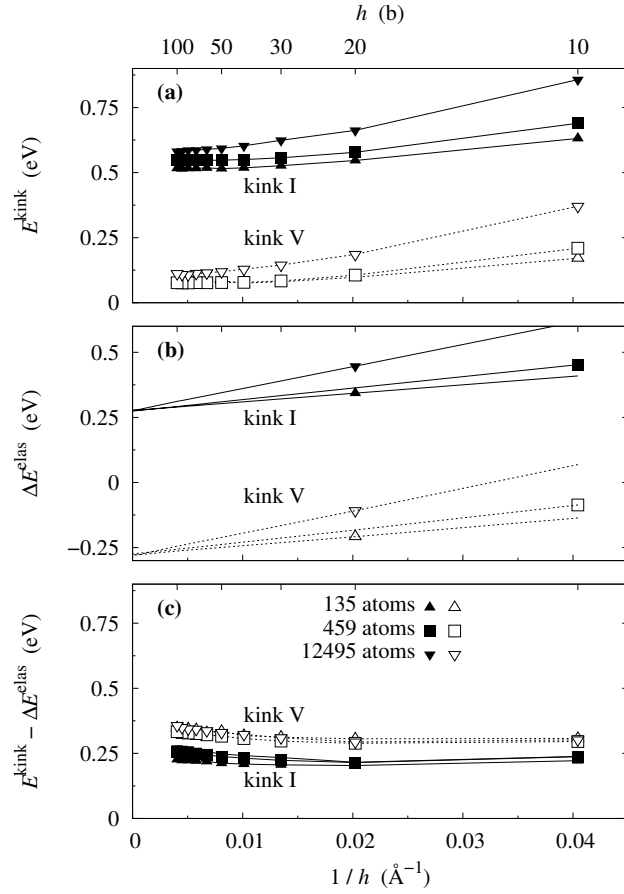 h (b)
100 50 30 20 10
(a)
0.75
0.5
0.25
0
E^kink (eV)
kink I
kink V
(b)
0.5
0.25
0
−0.25
ΔE^elas (eV)
kink I
kink V
(c)
135 atoms
459 atoms
12495 atoms
0.75
0.5
0.25
0
E^kink − ΔE^elas (eV)
kink V
kink I
0 0.01 0.02 0.03 0.04
1 / h (Å⁻¹)